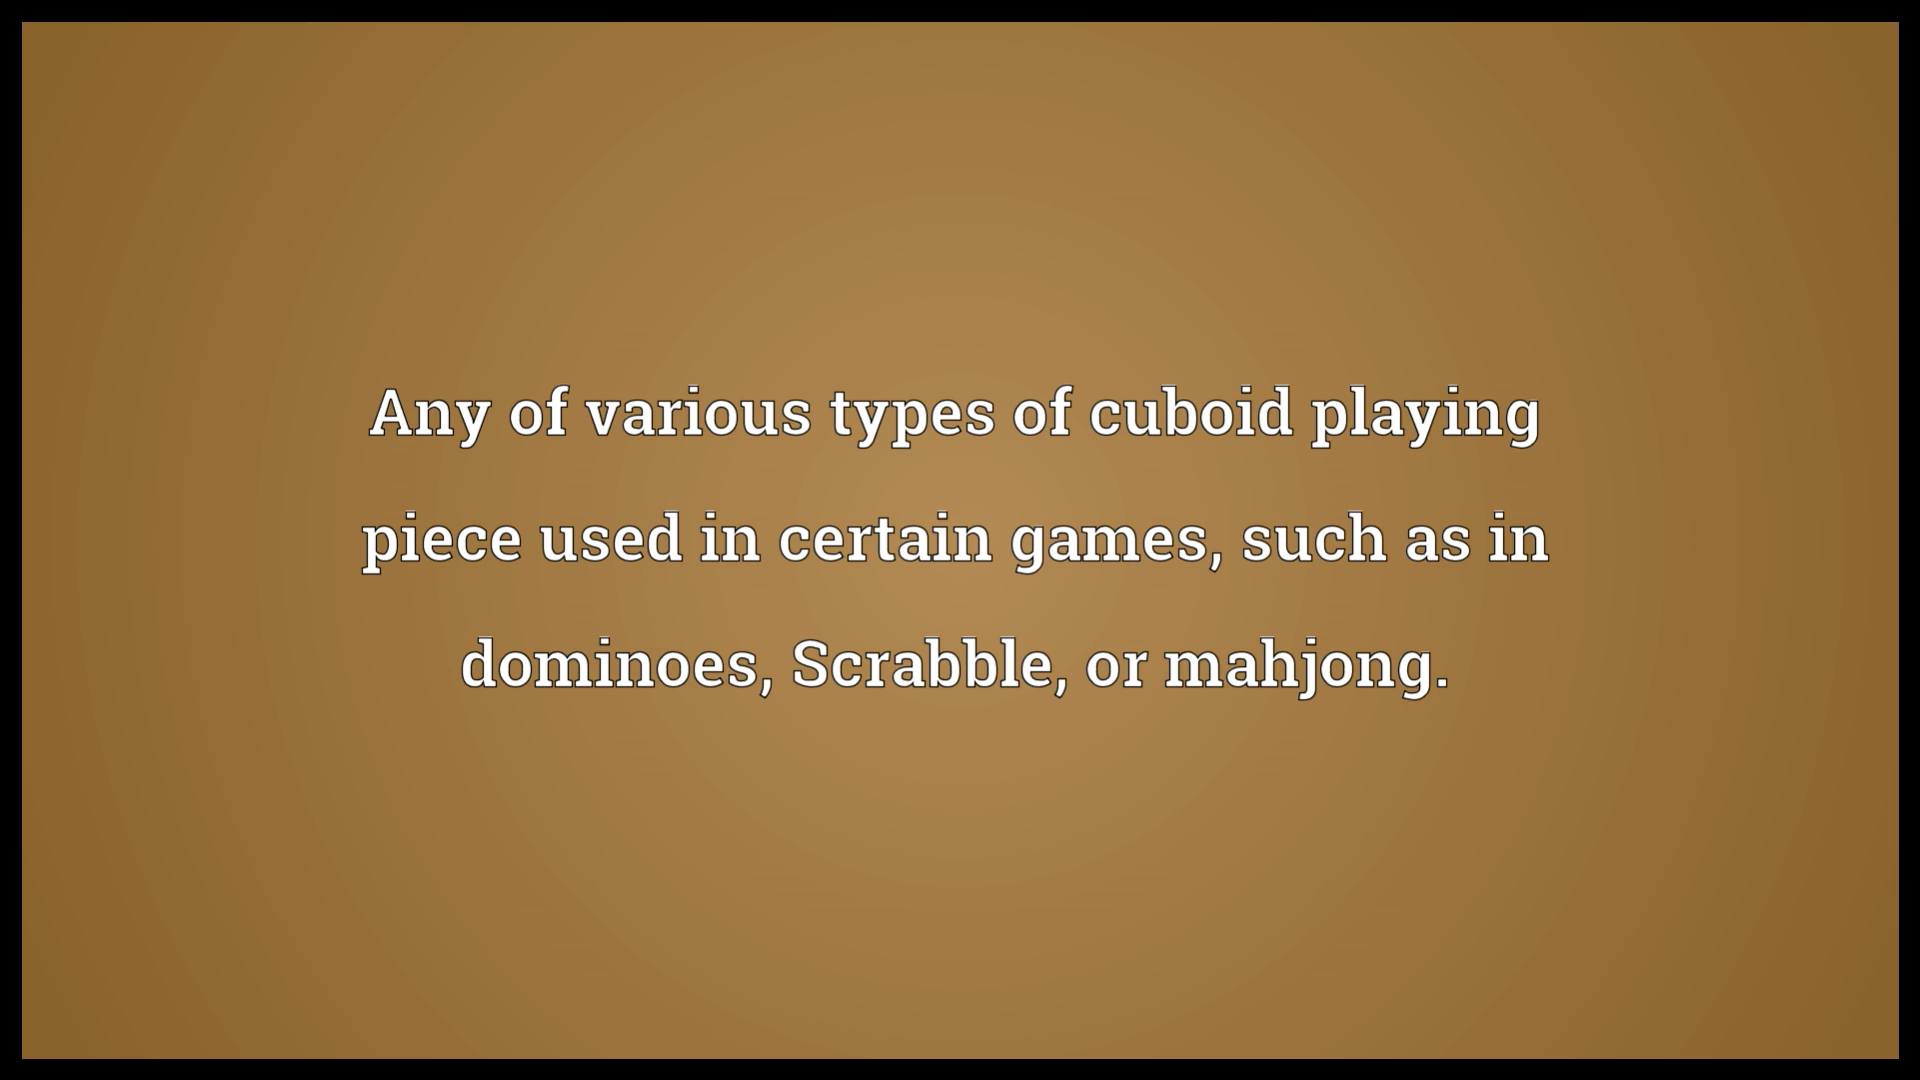 Any of various types of cuboid playing
piece used in certain games, such as in
dominoes, Scrabble, or mahjong.